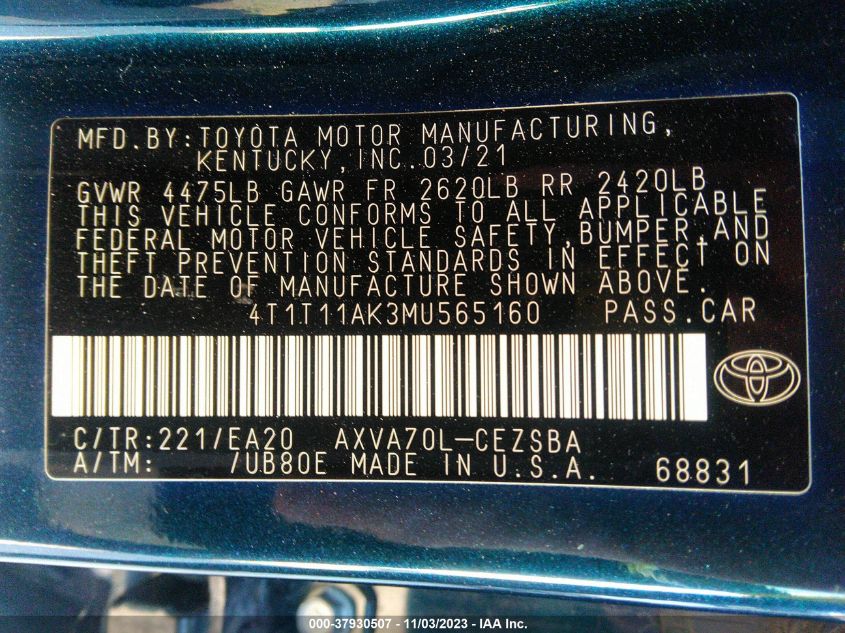 MFD.BY:TOYOTA MOTOR MANUFACTURING,
KENTUCKY,INC.03/21
GVWR 4475LB GAWR FR 2620LB RR 2420LB
THIS VEHICLE CONFORMS TO ALL APPLICABLE
FEDERAL MOTOR VEHICLE SAFETY,BUMPER,AND
THEFT PREVENTION STANDARDS IN EFFECT ON
THE DATE OF MANUFACTURE SHOWN ABOVE.
4T1T11AK3MU565160 PASS.CAR
C/TR:221/EA20 AXVA70L-CEZSBA
A/TM: /UB80E MADE IN U.S.A. 68831
000-37930507 - 11/03/2023 - IAA Inc.